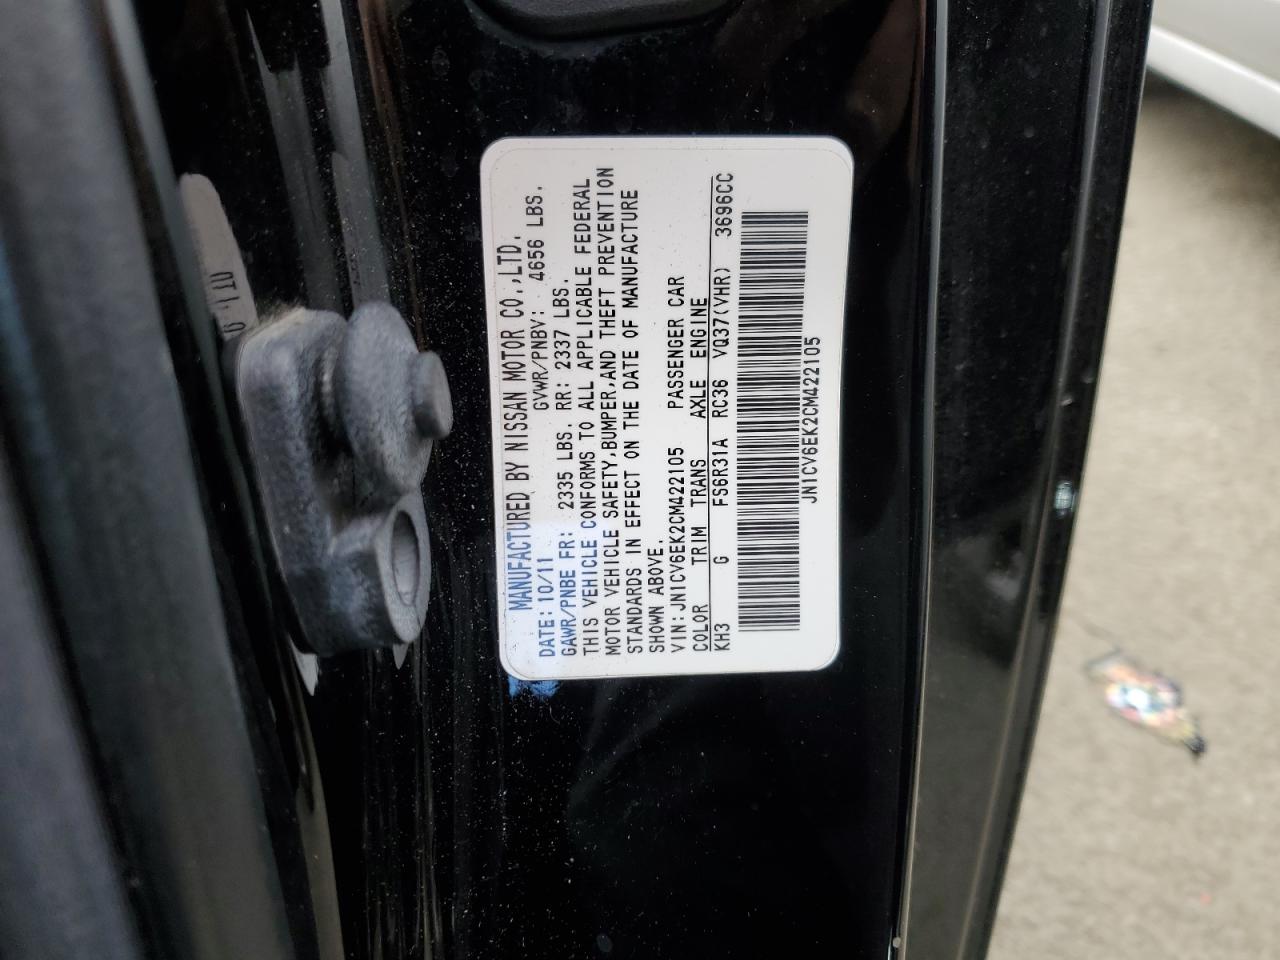 MANUFACTURED BY NISSAN MOTOR CO.,LTD.
DATE: 10/11 GVWR/PNBV: 4656 LBS.
GAWR/PNBE FR: 2335 LBS. RR: 2337 LBS.
THIS VEHICLE CONFORMS TO ALL APPLICABLE FEDERAL
MOTOR VEHICLE SAFETY,BUMPER,AND THEFT PREVENTION
STANDARDS IN EFFECT ON THE DATE OF MANUFACTURE
SHOWN ABOVE.
VIN: JN1CV6EK2CM422105 PASSENGER CAR
COLOR TRIM TRANS AXLE ENGINE
KH3 G FS6R31A RC36 VQ37(VHR) 3696CC
JN1CV6EK2CM422105